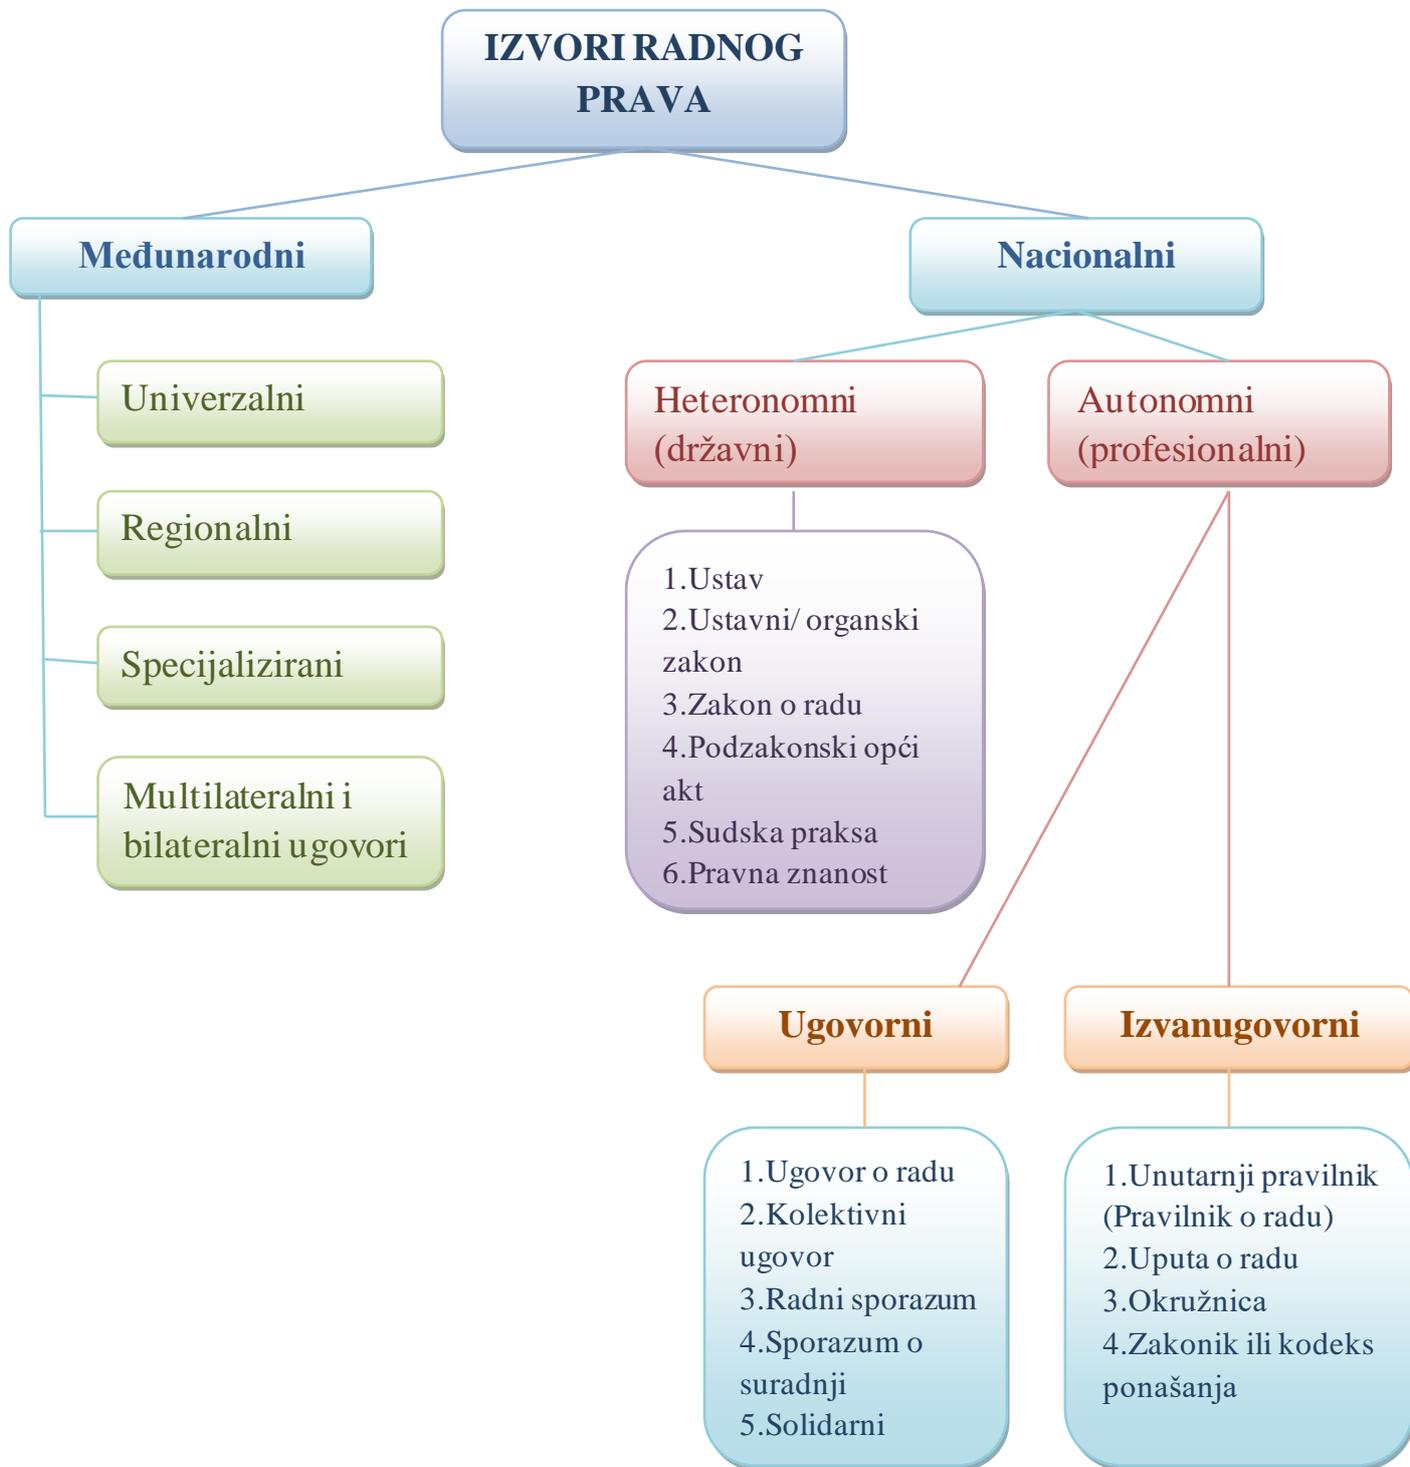 IZVORI RADNOG
PRAVA
Međunarodni
Nacionalni
Univerzalni
Regionalni
Specijalizirani
Multilateralni i
bilateralni ugovori
Heteronomni
(državni)
Autonomni
(profesionalni)
1.Ustav
2.Ustavni/ organski
zakon
3.Zakon o radu
4.Podzakonski opći
akt
5.Sudska praksa
6.Pravna znanost
Ugovorni
Izvanugovorni
1.Ugovor o radu
2.Kolektivni
ugovor
3.Radni sporazum
4.Sporazum o
suradnji
5.Solidarni
1.Unutarnji pravilnik
(Pravilnik o radu)
2.Uputa o radu
3.Okružnica
4.Zakonik ili kodeks
ponašanja